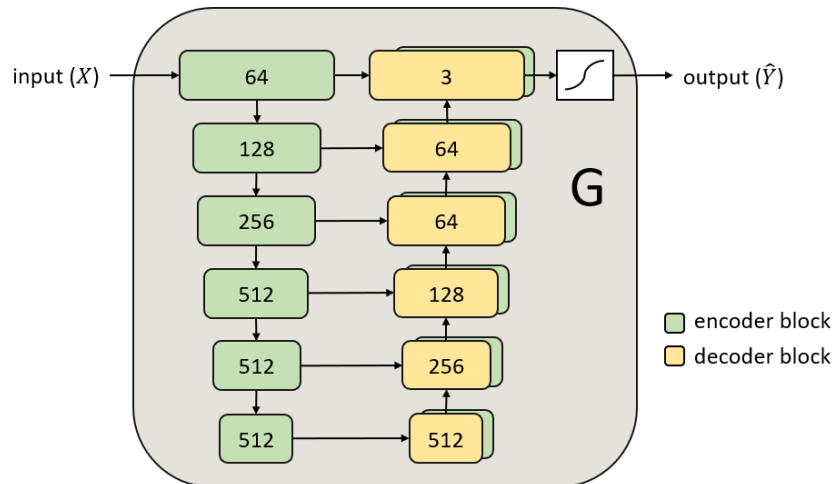 input (X)
64
3
output (Ŷ)
128
64
G
256
64
512
128
encoder block
512
256
decoder block
512
512